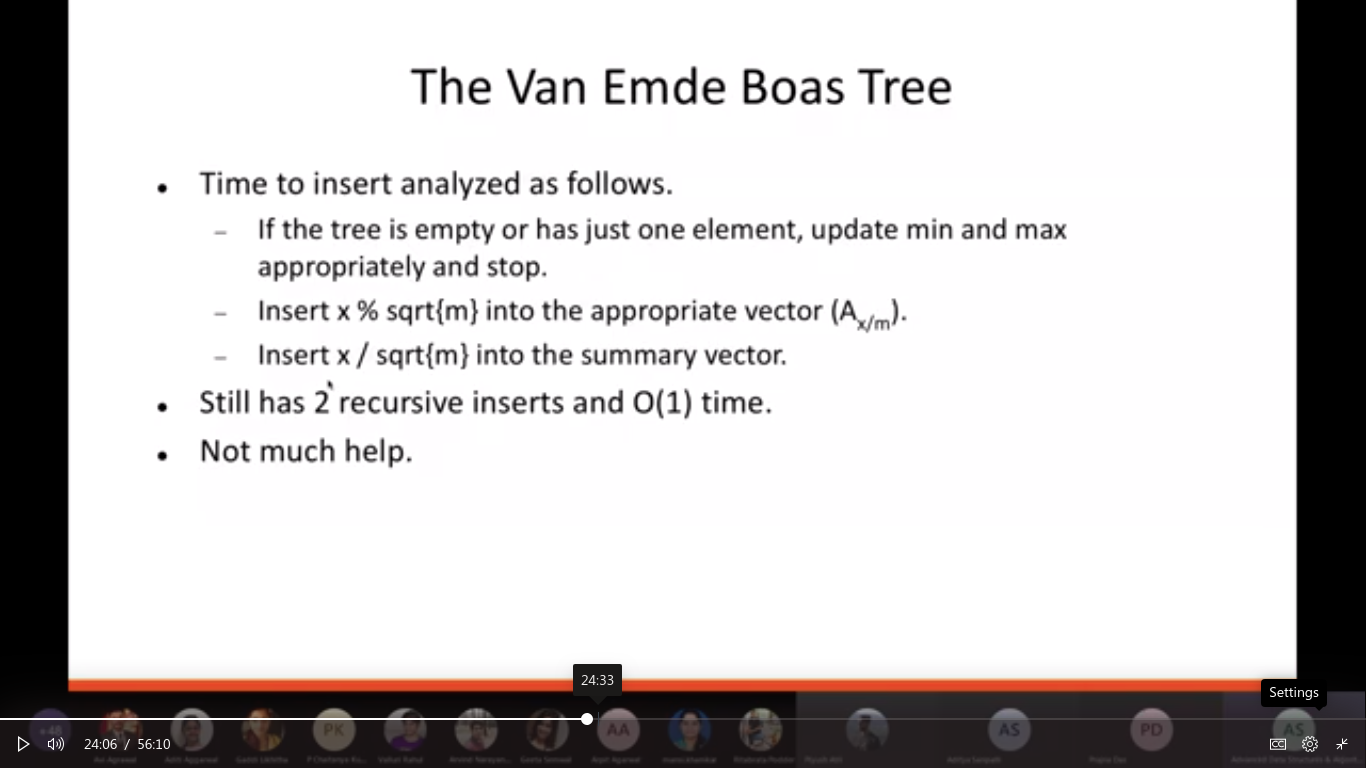 The Van Emde Boas Tree
• Time to insert analyzed as follows.
– If the tree is empty or has just one element, update min and max
appropriately and stop.
– Insert x % sqrt{m} into the appropriate vector (Ax/m).
– Insert x / sqrt{m} into the summary vector.
• Still has 2 recursive inserts and O(1) time.
• Not much help.
24:33
Settings
+48
PK
AA
AS
PD
AS
24:06 / 56:10
CC